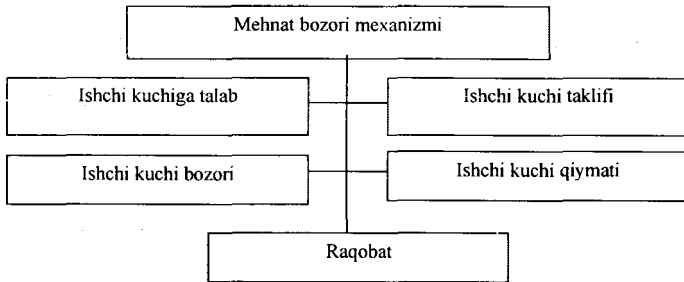 Mehnat bozori mexanizmi
Ishchi kuchiga talab
Ishchi kuchi taklifi
Ishchi kuchi bozori
Ishchi kuchi qiymati
Raqobat